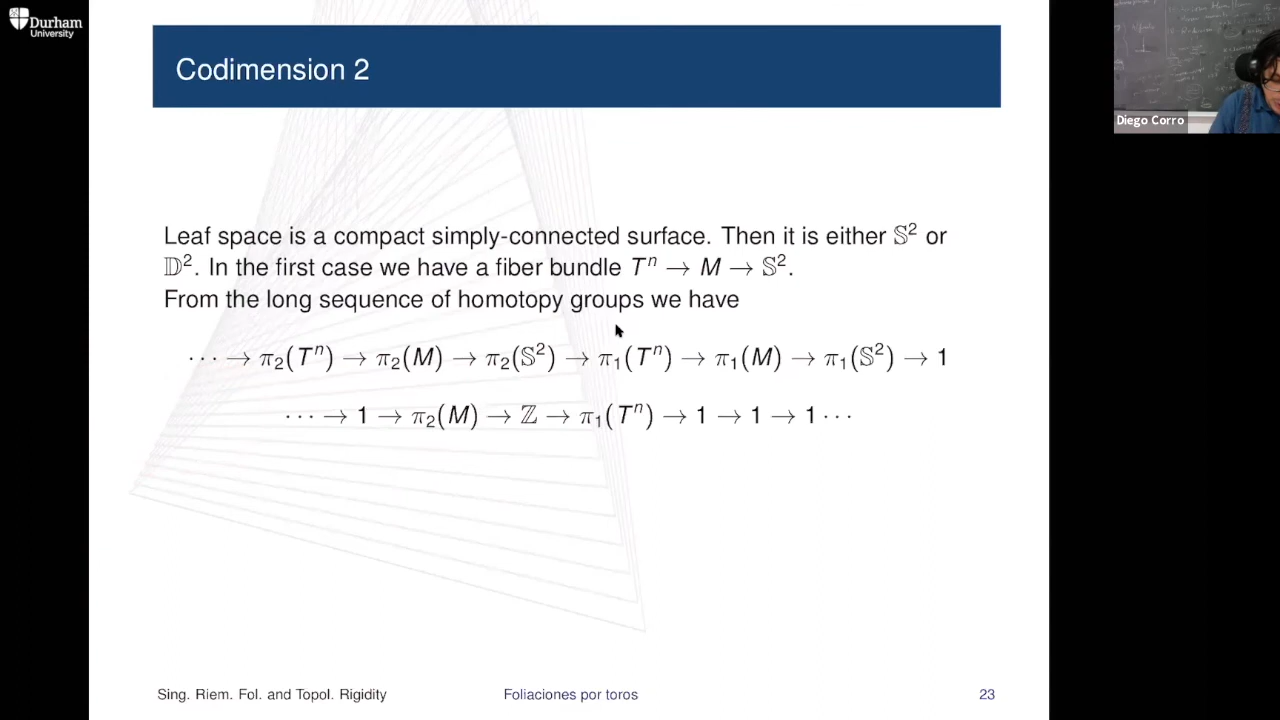 Durham
University
Codimension 2
Diego Corro
Leaf space is a compact simply-connected surface. Then it is either 𝕊² or
𝔻². In the first case we have a fiber bundle Tⁿ → M → 𝕊².
From the long sequence of homotopy groups we have
··· → π₂(Tⁿ) → π₂(M) → π₂(𝕊²) → π₁(Tⁿ) → π₁(M) → π₁(𝕊²) → 1
··· → 1 → π₂(M) → ℤ → π₁(Tⁿ) → 1 → 1 → 1 ···
Sing. Riem. Fol. and Topol. Rigidity
Foliaciones por toros
23